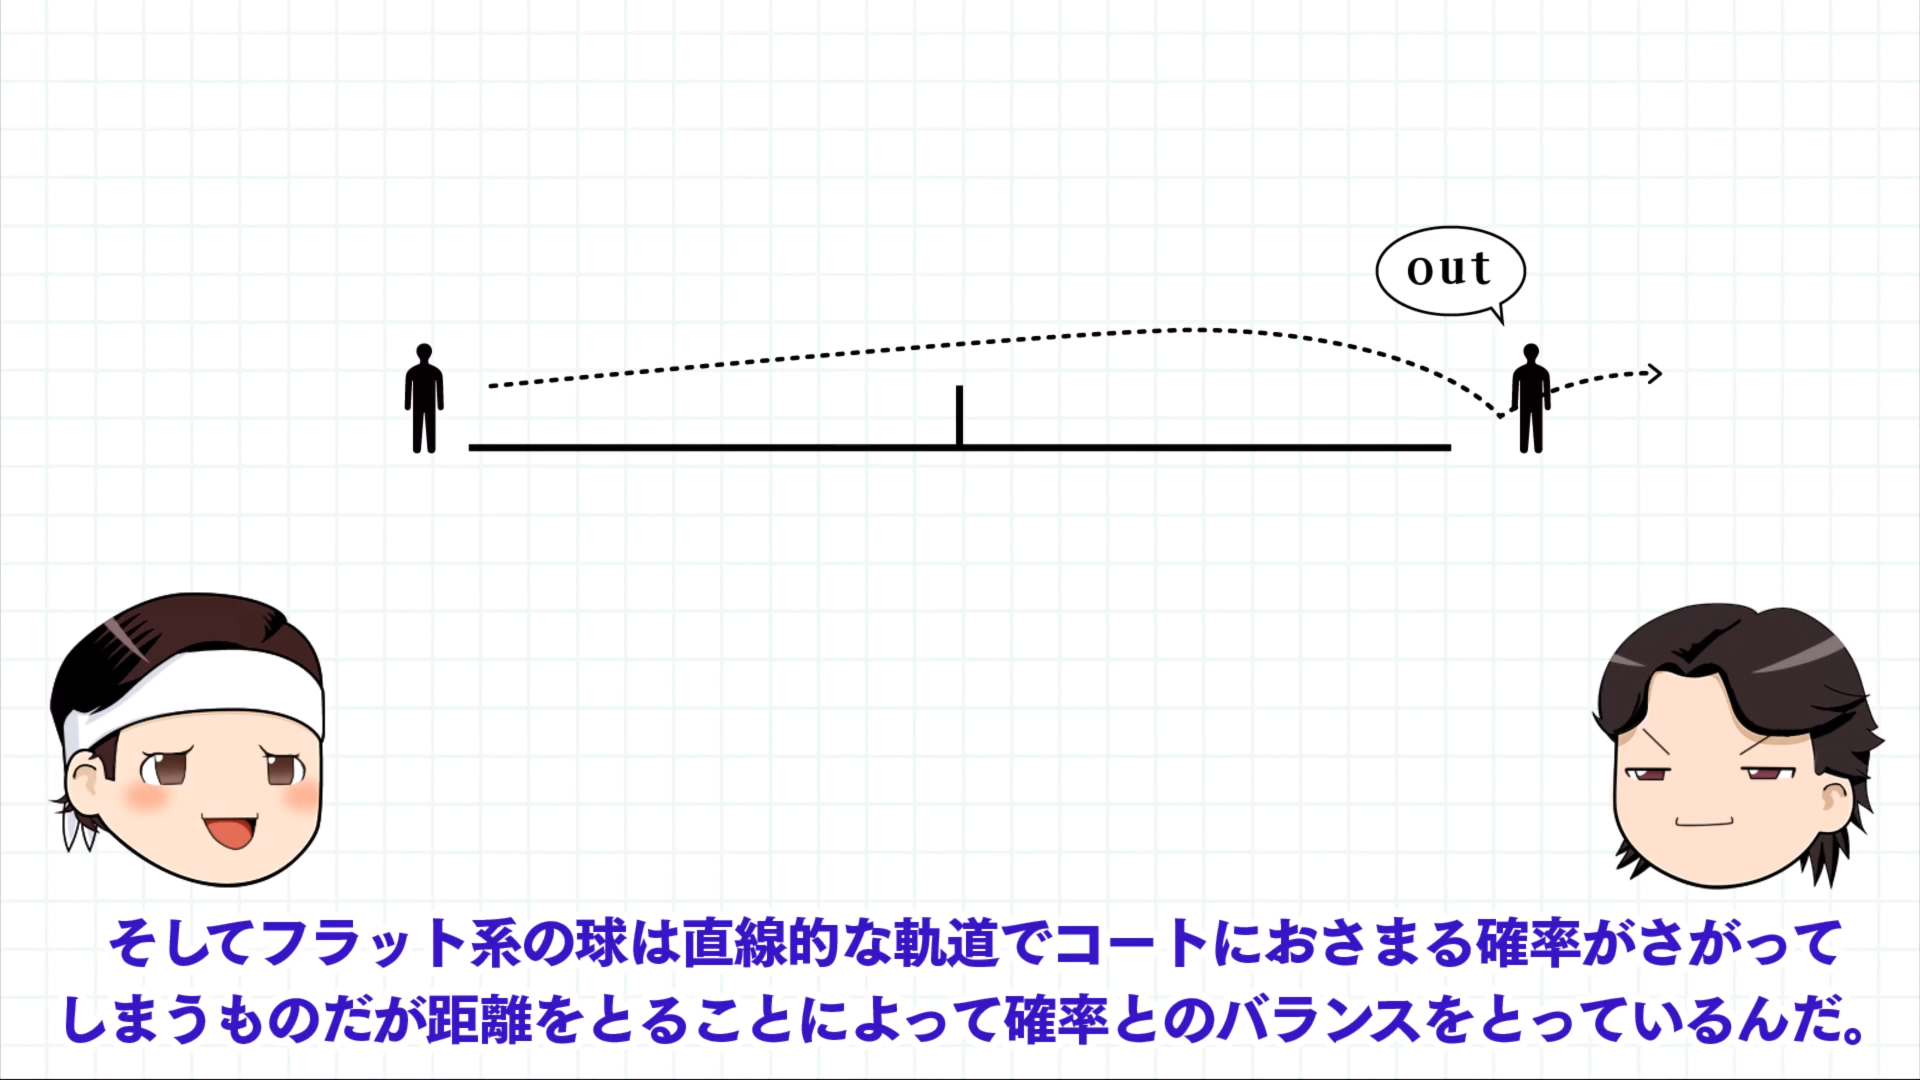 out
そしてフラット系の球は直線的な軌道でコートにおさまる確率がさがって
しまうものだが距離をとることによって確率とのバランスをとっているんだ。